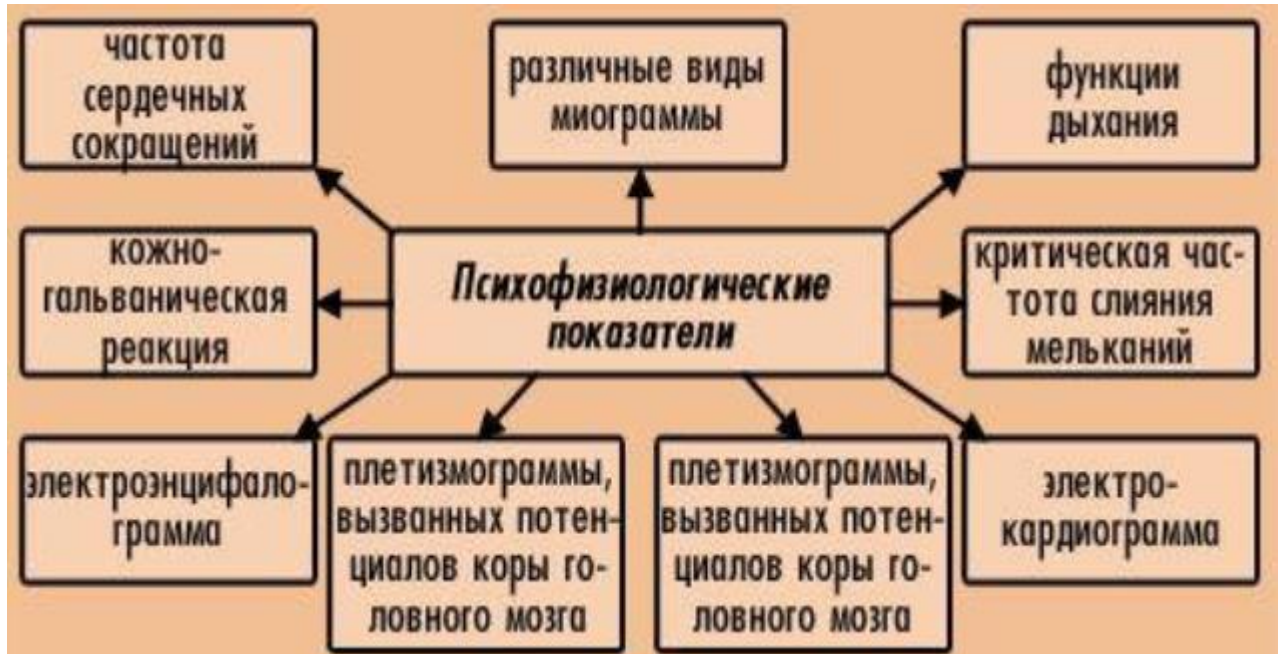 частота
сердечных
сокращений
различные виды
миограммы
функции
дыхания
кожно-
гальваническая
реакция
Психофизиологические
показатели
критическая час-
тота слияния
мельканий
электроэнцифало-
грамма
плетизмограммы,
вызванных потен-
циалов коры го-
ловного мозга
плетизмограммы,
вызванных потен-
циалов коры го-
ловного мозга
электро-
кардиограмма